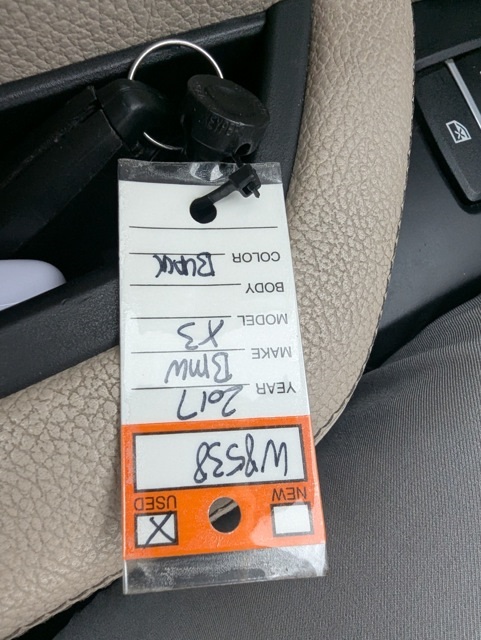 NEW USED X
W8538
YEAR 2017
MAKE Bmw
MODEL X3
BODY
COLOR Black